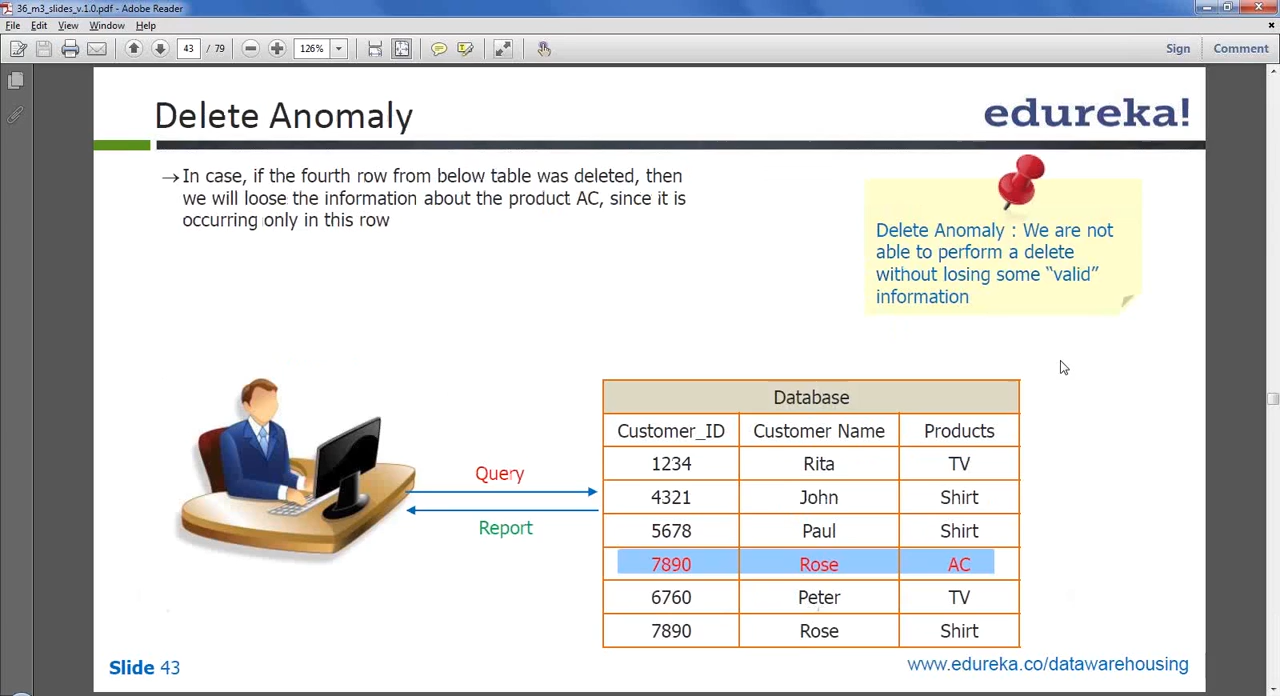 36_m3_slides_v.1.0.pdf - Adobe Reader
File Edit View Window Help
43 / 79 126% Sign Comment
Delete Anomaly
edureka!
→ In case, if the fourth row from below table was deleted, then
we will loose the information about the product AC, since it is
occurring only in this row
Delete Anomaly : We are not
able to perform a delete
without losing some “valid”
information
Query
Report
Database
Customer_ID Customer Name Products
1234 Rita TV
4321 John Shirt
5678 Paul Shirt
7890 Rose AC
6760 Peter TV
7890 Rose Shirt
Slide 43
www.edureka.co/datawarehousing